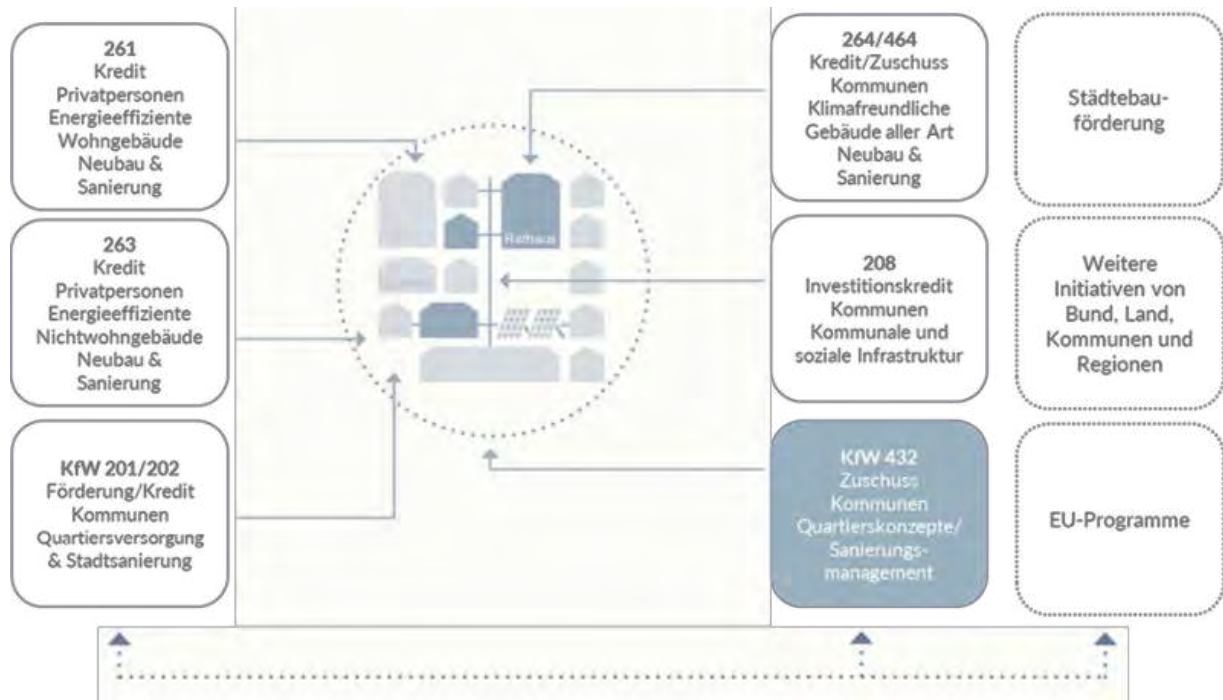 261
Kredit
Privatpersonen
Energieeffiziente
Wohngebäude
Neubau &
Sanierung
263
Kredit
Privatpersonen
Energieeffiziente
Nichtwohngebäude
Neubau &
Sanierung
KfW 201/202
Förderung/Kredit
Kommunen
Quartiersversorgung
& Stadtsanierung
Rathaus
264/464
Kredit/Zuschuss
Kommunen
Klimafreundliche
Gebäude aller Art
Neubau &
Sanierung
208
Investitionskredit
Kommunen
Kommunale und
soziale Infrastruktur
KfW 432
Zuschuss
Kommunen
Quartierskonzepte/
Sanierungs-
management
Städtebau-
förderung
Weitere
Initiativen von
Bund, Land,
Kommunen und
Regionen
EU-Programme